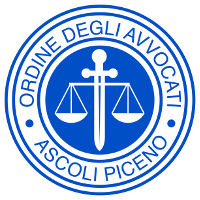 ORDINE DEGLI AVVOCATI
ASCOLI PICENO